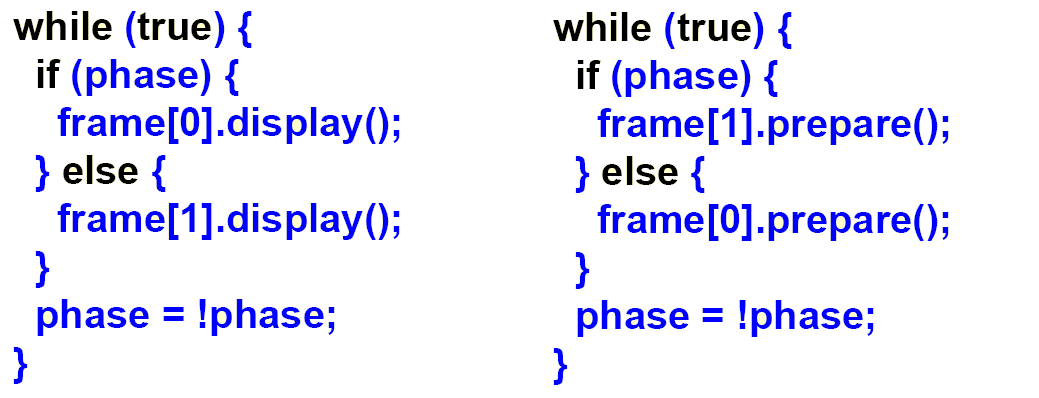 while (true) {
  if (phase) {
    frame[0].display();
  } else {
    frame[1].display();
  }
  phase = !phase;
}
while (true) {
  if (phase) {
    frame[1].prepare();
  } else {
    frame[0].prepare();
  }
  phase = !phase;
}